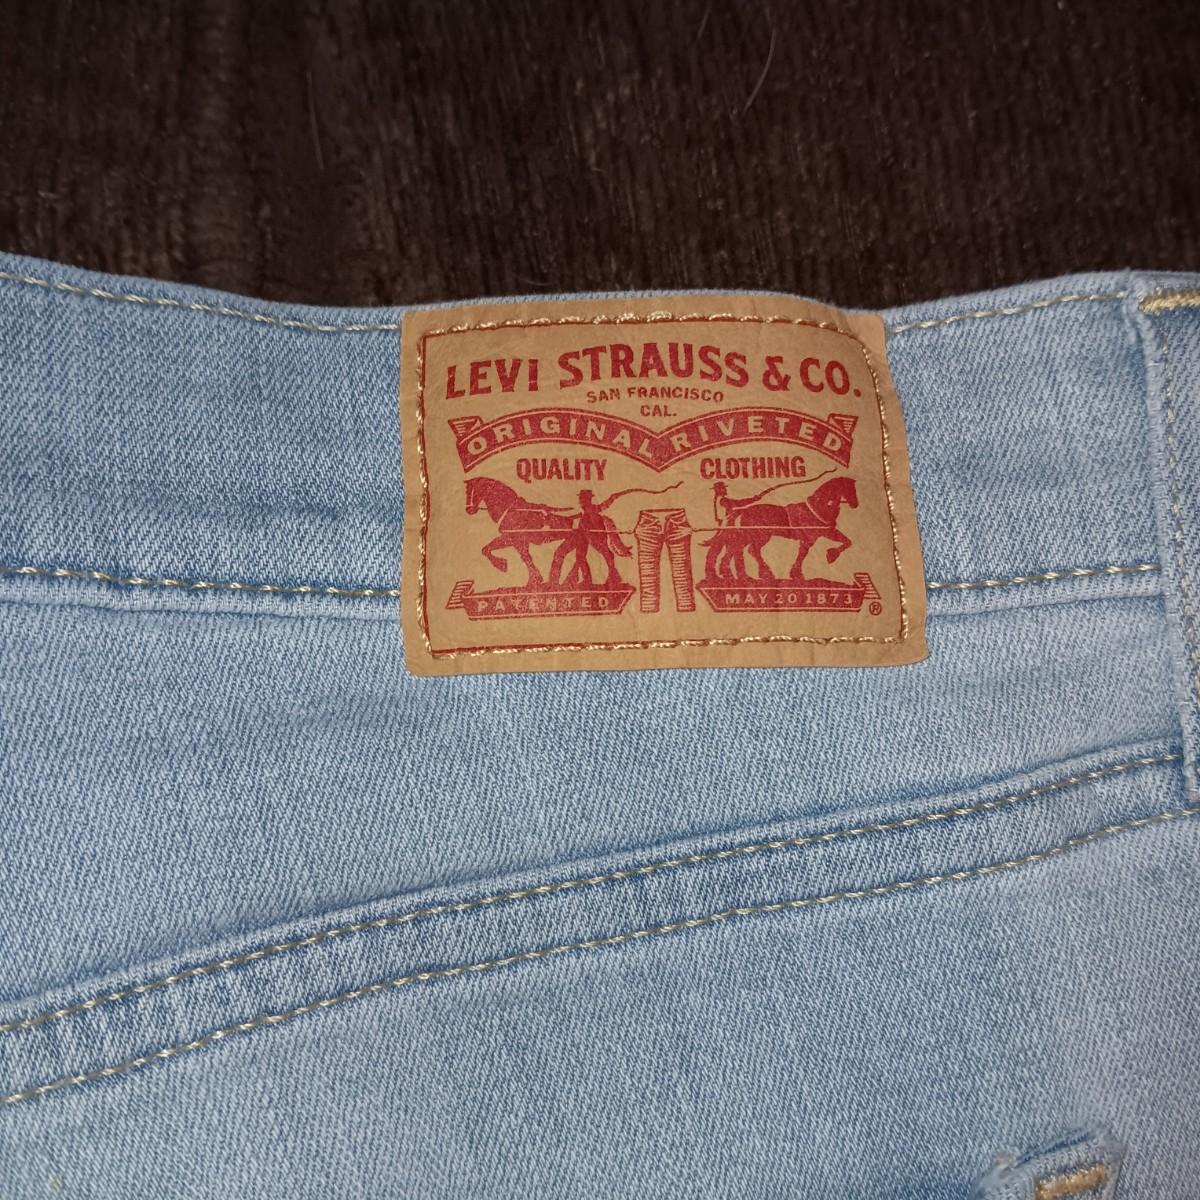 LEVI STRAUSS & CO.
SAN FRANCISCO
CAL.
ORIGINAL RIVETED
QUALITY CLOTHING
PATENTED MAY 20 1873 ®